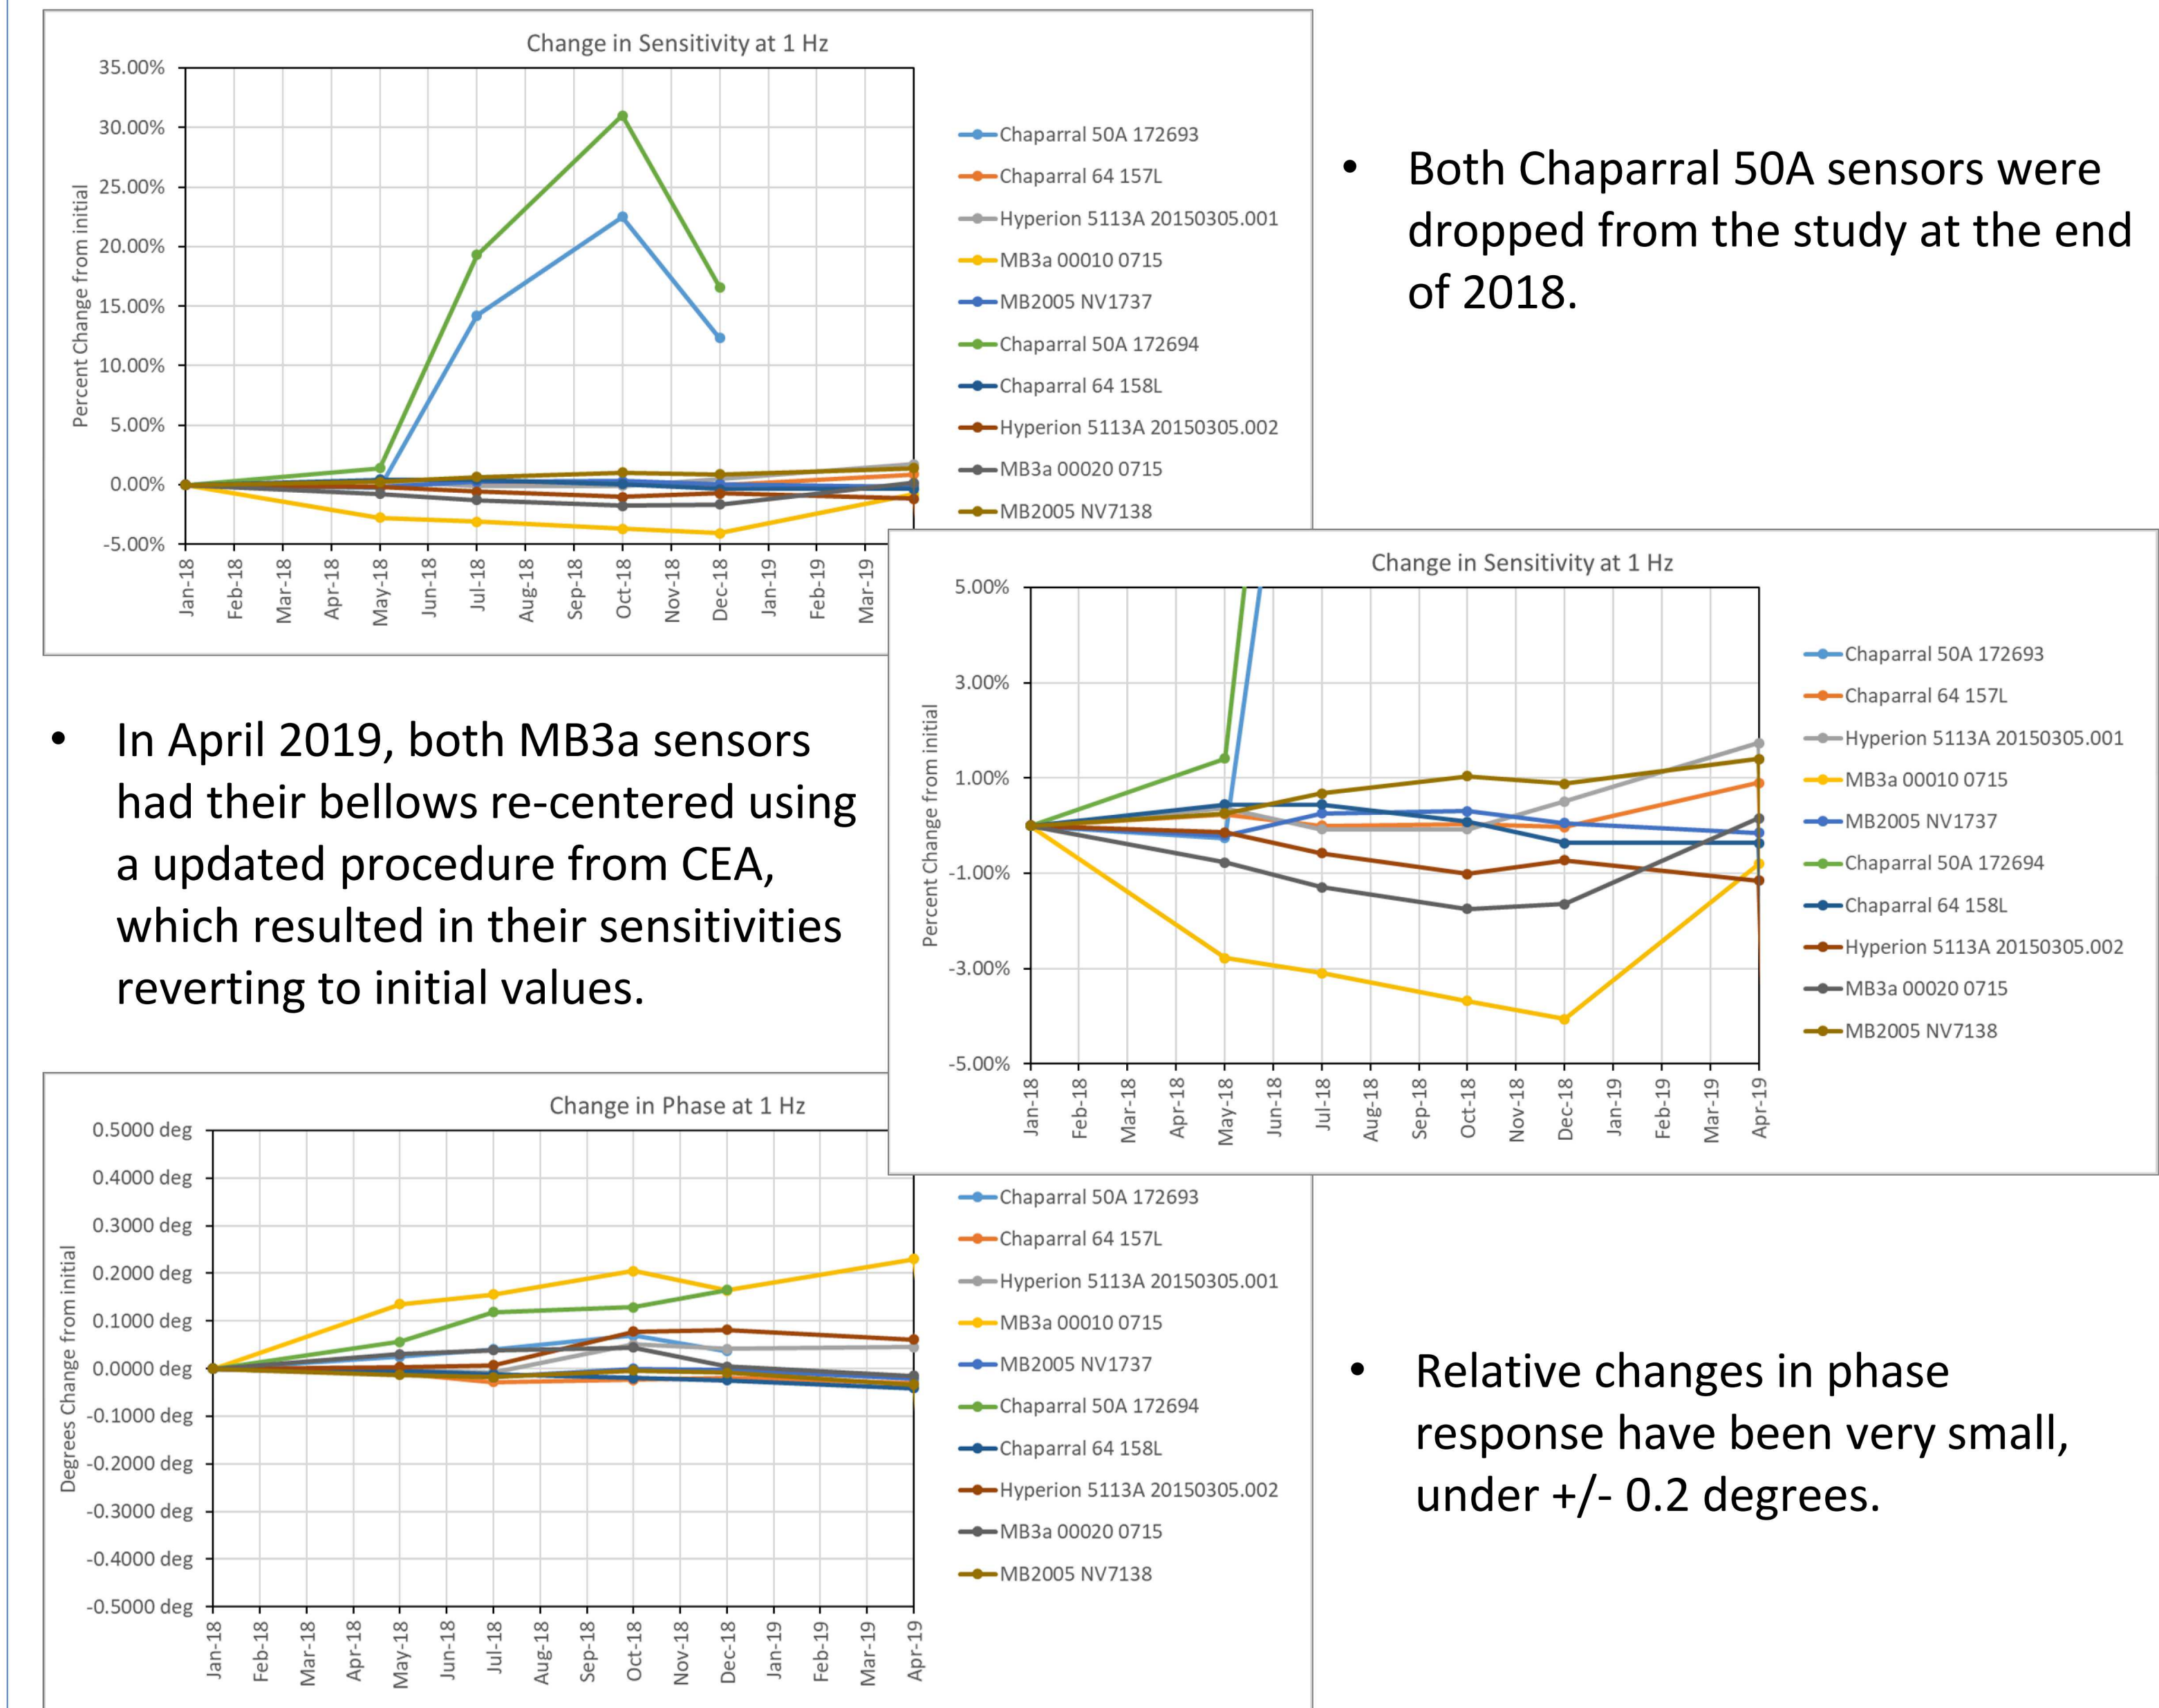 Change in Sensitivity at 1 Hz
Percent Change from initial
35.00%
30.00%
25.00%
20.00%
15.00%
10.00%
5.00%
0.00%
-5.00%
Jan-18
Feb-18
Mar-18
Apr-18
May-18
Jun-18
Jul-18
Aug-18
Sep-18
Oct-18
Nov-18
Dec-18
Jan-19
Feb-19
Mar-19
Chaparral 50A 172693
Chaparral 64 157L
Hyperion 5113A 20150305.001
MB3a 00010 0715
MB2005 NV1737
Chaparral 50A 172694
Chaparral 64 158L
Hyperion 5113A 20150305.002
MB3a 00020 0715
MB2005 NV7138
• Both Chaparral 50A sensors were
dropped from the study at the end
of 2018.
• In April 2019, both MB3a sensors
had their bellows re-centered using
a updated procedure from CEA,
which resulted in their sensitivities
reverting to initial values.
Change in Sensitivity at 1 Hz
Percent Change from initial
5.00%
3.00%
1.00%
-1.00%
-3.00%
-5.00%
Jan-18
Feb-18
Mar-18
Apr-18
May-18
Jun-18
Jul-18
Aug-18
Sep-18
Oct-18
Nov-18
Dec-18
Jan-19
Feb-19
Mar-19
Apr-19
Chaparral 50A 172693
Chaparral 64 157L
Hyperion 5113A 20150305.001
MB3a 00010 0715
MB2005 NV1737
Chaparral 50A 172694
Chaparral 64 158L
Hyperion 5113A 20150305.002
MB3a 00020 0715
MB2005 NV7138
Change in Phase at 1 Hz
Degrees Change from initial
0.5000 deg
0.4000 deg
0.3000 deg
0.2000 deg
0.1000 deg
0.0000 deg
-0.1000 deg
-0.2000 deg
-0.3000 deg
-0.4000 deg
-0.5000 deg
Jan-18
Feb-18
Mar-18
Apr-18
May-18
Jun-18
Jul-18
Aug-18
Sep-18
Oct-18
Nov-18
Dec-18
Jan-19
Feb-19
Mar-19
Apr-19
Chaparral 50A 172693
Chaparral 64 157L
Hyperion 5113A 20150305.001
MB3a 00010 0715
MB2005 NV1737
Chaparral 50A 172694
Chaparral 64 158L
Hyperion 5113A 20150305.002
MB3a 00020 0715
MB2005 NV7138
• Relative changes in phase
response have been very small,
under +/- 0.2 degrees.